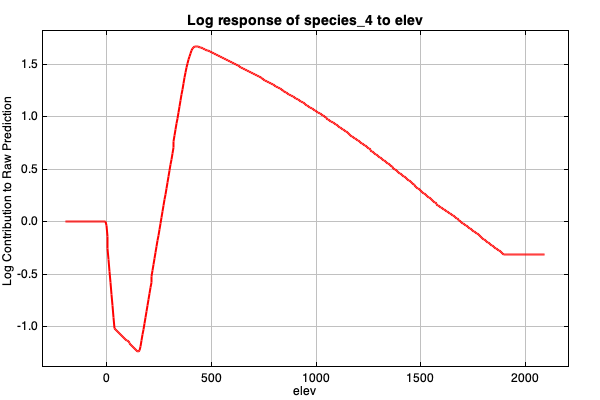 Log response of species_4 to elev
Log Contribution to Raw Prediction
1.5
1.0
0.5
0.0
-0.5
-1.0
0 500 1000 1500 2000
elev